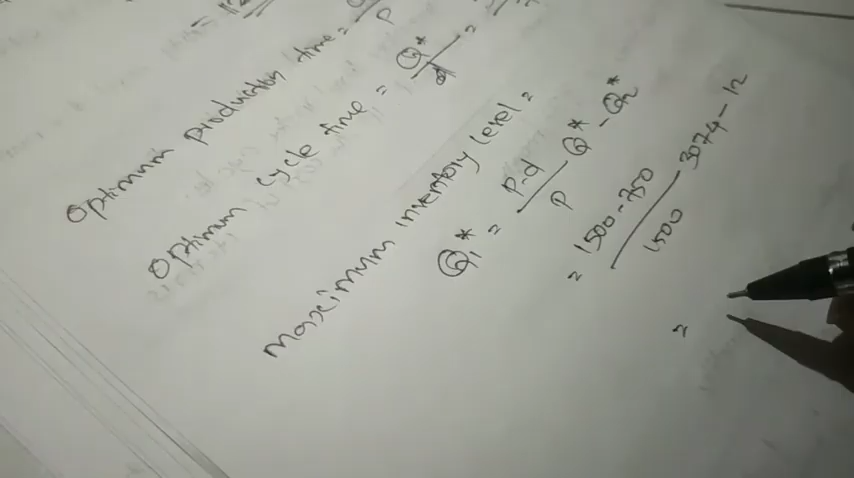 Optimum production time = P
Optimum cycle time = Q* / d =
Maximum inventory level =
Q₁* = P-d / P Q* - Q₂*
= 1500-750 / 1500 3074-12
=